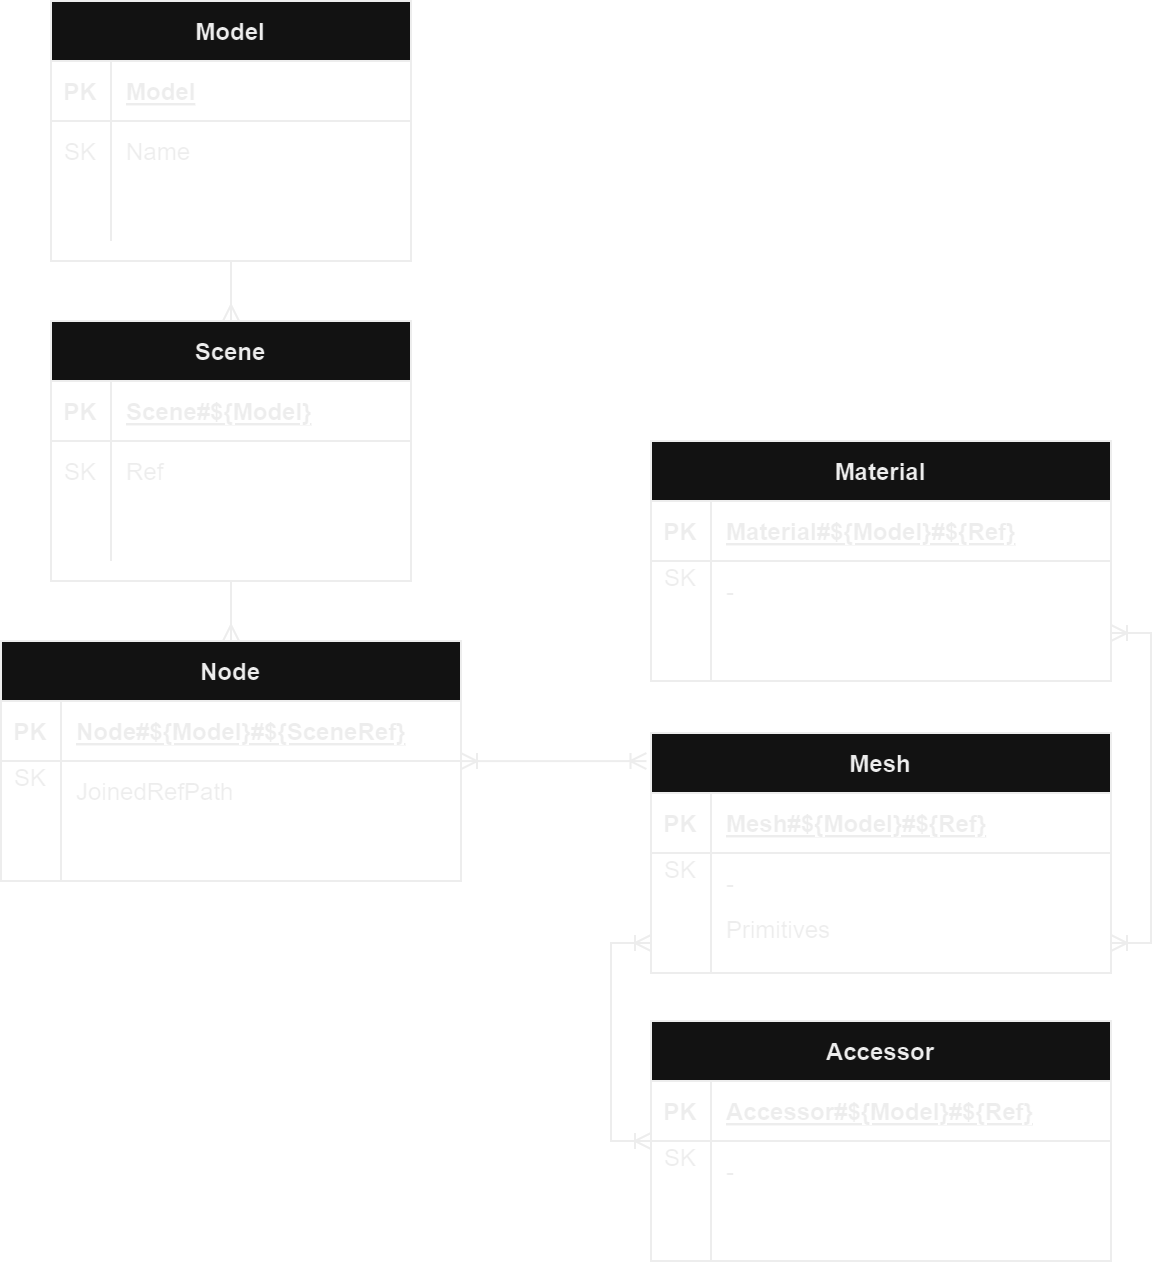 Model
PK Model
SK Name
Scene
PK Scene#${Model}
SK Ref
Node
PK Node#${Model}#${SceneRef}
SK JoinedRefPath
Material
PK Material#${Model}#${Ref}
SK -
Mesh
PK Mesh#${Model}#${Ref}
SK -
Primitives
Accessor
PK Accessor#${Model}#${Ref}
SK -